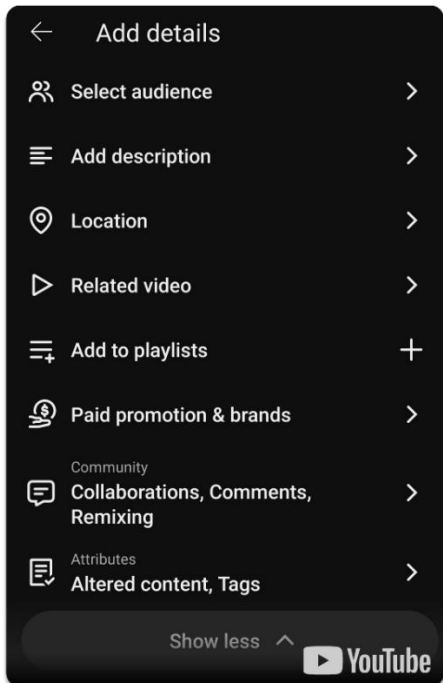 Add details
Select audience
Add description
Location
Related video
Add to playlists
Paid promotion & brands
Community
Collaborations, Comments,
Remixing
Attributes
Altered content, Tags
Show less
YouTube